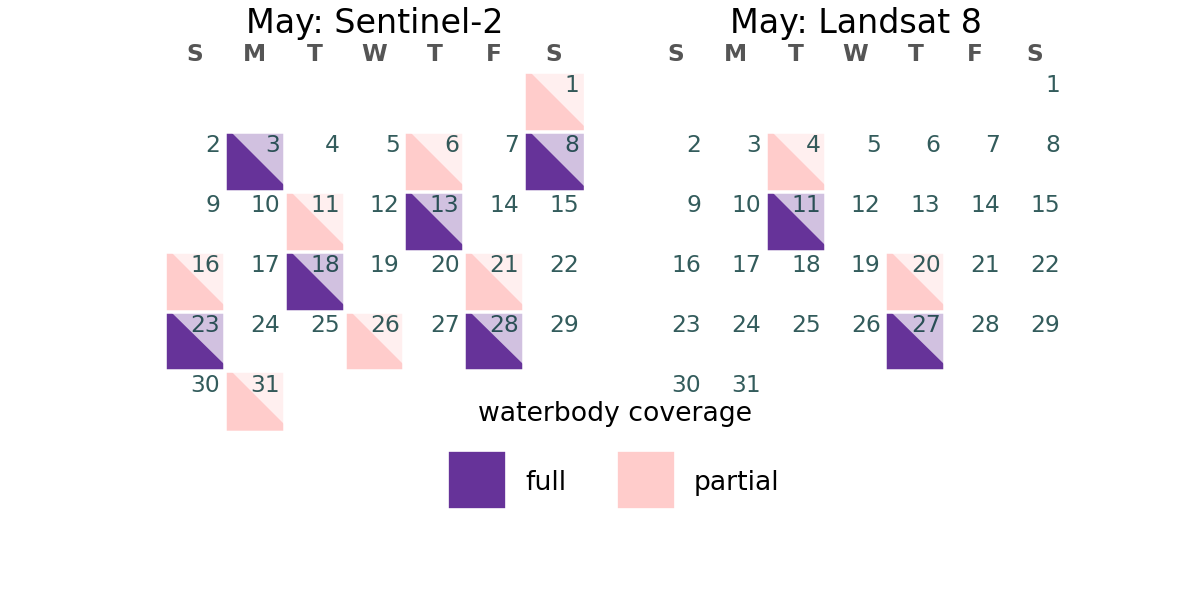 May: Sentinel-2
S M T W T F S
1
2 3 4 5 6 7 8
9 10 11 12 13 14 15
16 17 18 19 20 21 22
23 24 25 26 27 28 29
30 31
May: Landsat 8
S M T W T F S
1
2 3 4 5 6 7 8
9 10 11 12 13 14 15
16 17 18 19 20 21 22
23 24 25 26 27 28 29
30 31
waterbody coverage
full
partial